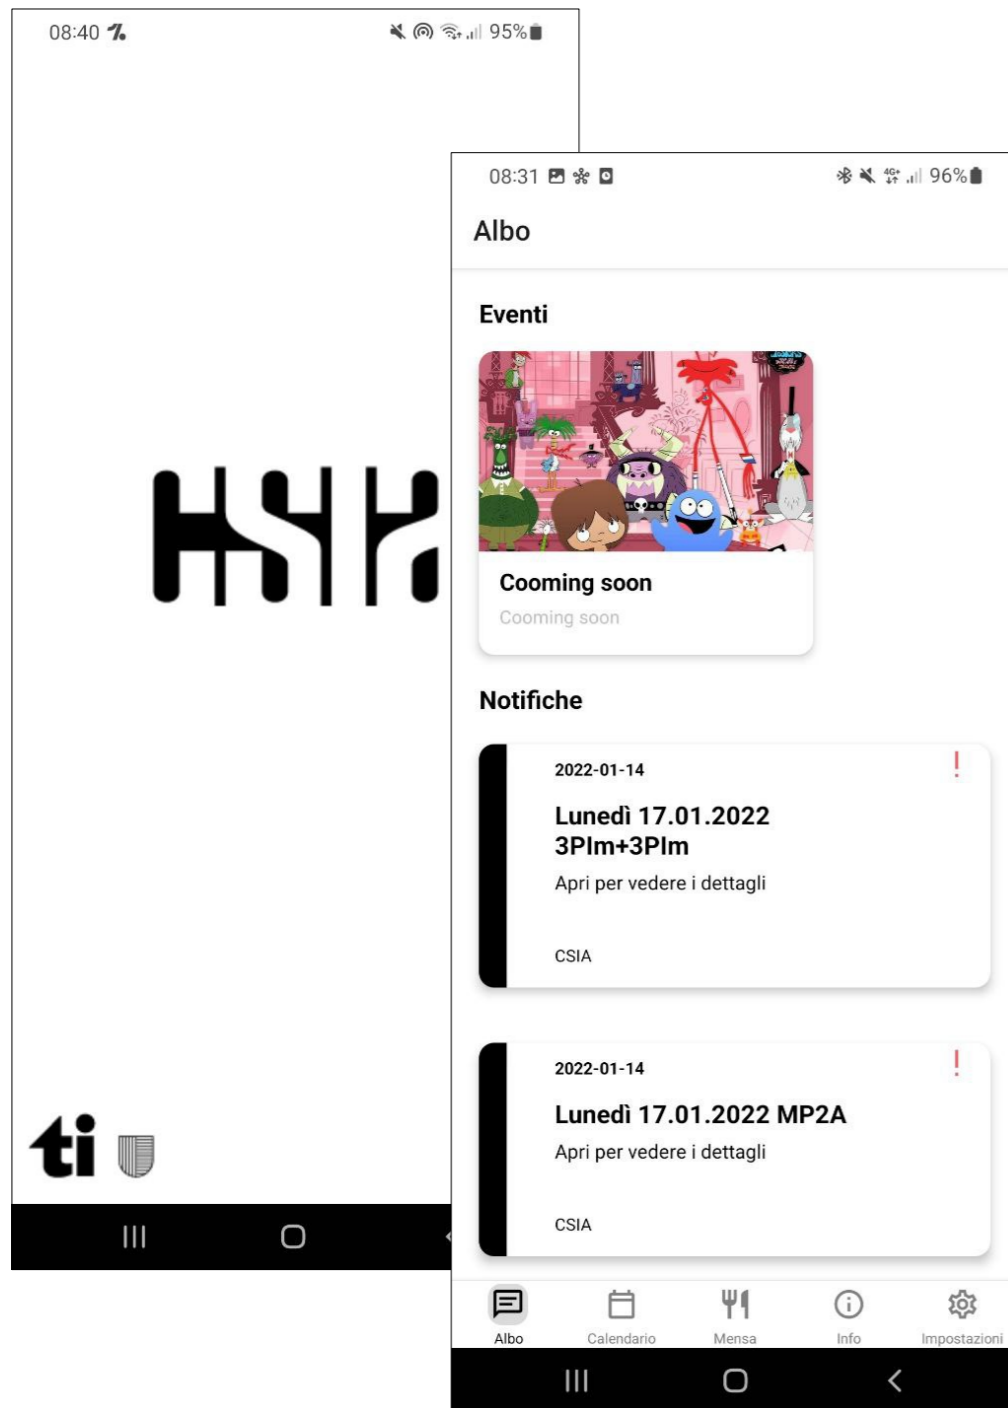 08:40
95%
CSIA
ti
08:31
4G+
96%
Albo
Eventi
Cooming soon
Cooming soon
Notifiche
2022-01-14
!
Lunedì 17.01.2022
3PIm+3PIm
Apri per vedere i dettagli
CSIA
2022-01-14
!
Lunedì 17.01.2022 MP2A
Apri per vedere i dettagli
CSIA
Albo
Calendario
Mensa
Info
Impostazioni